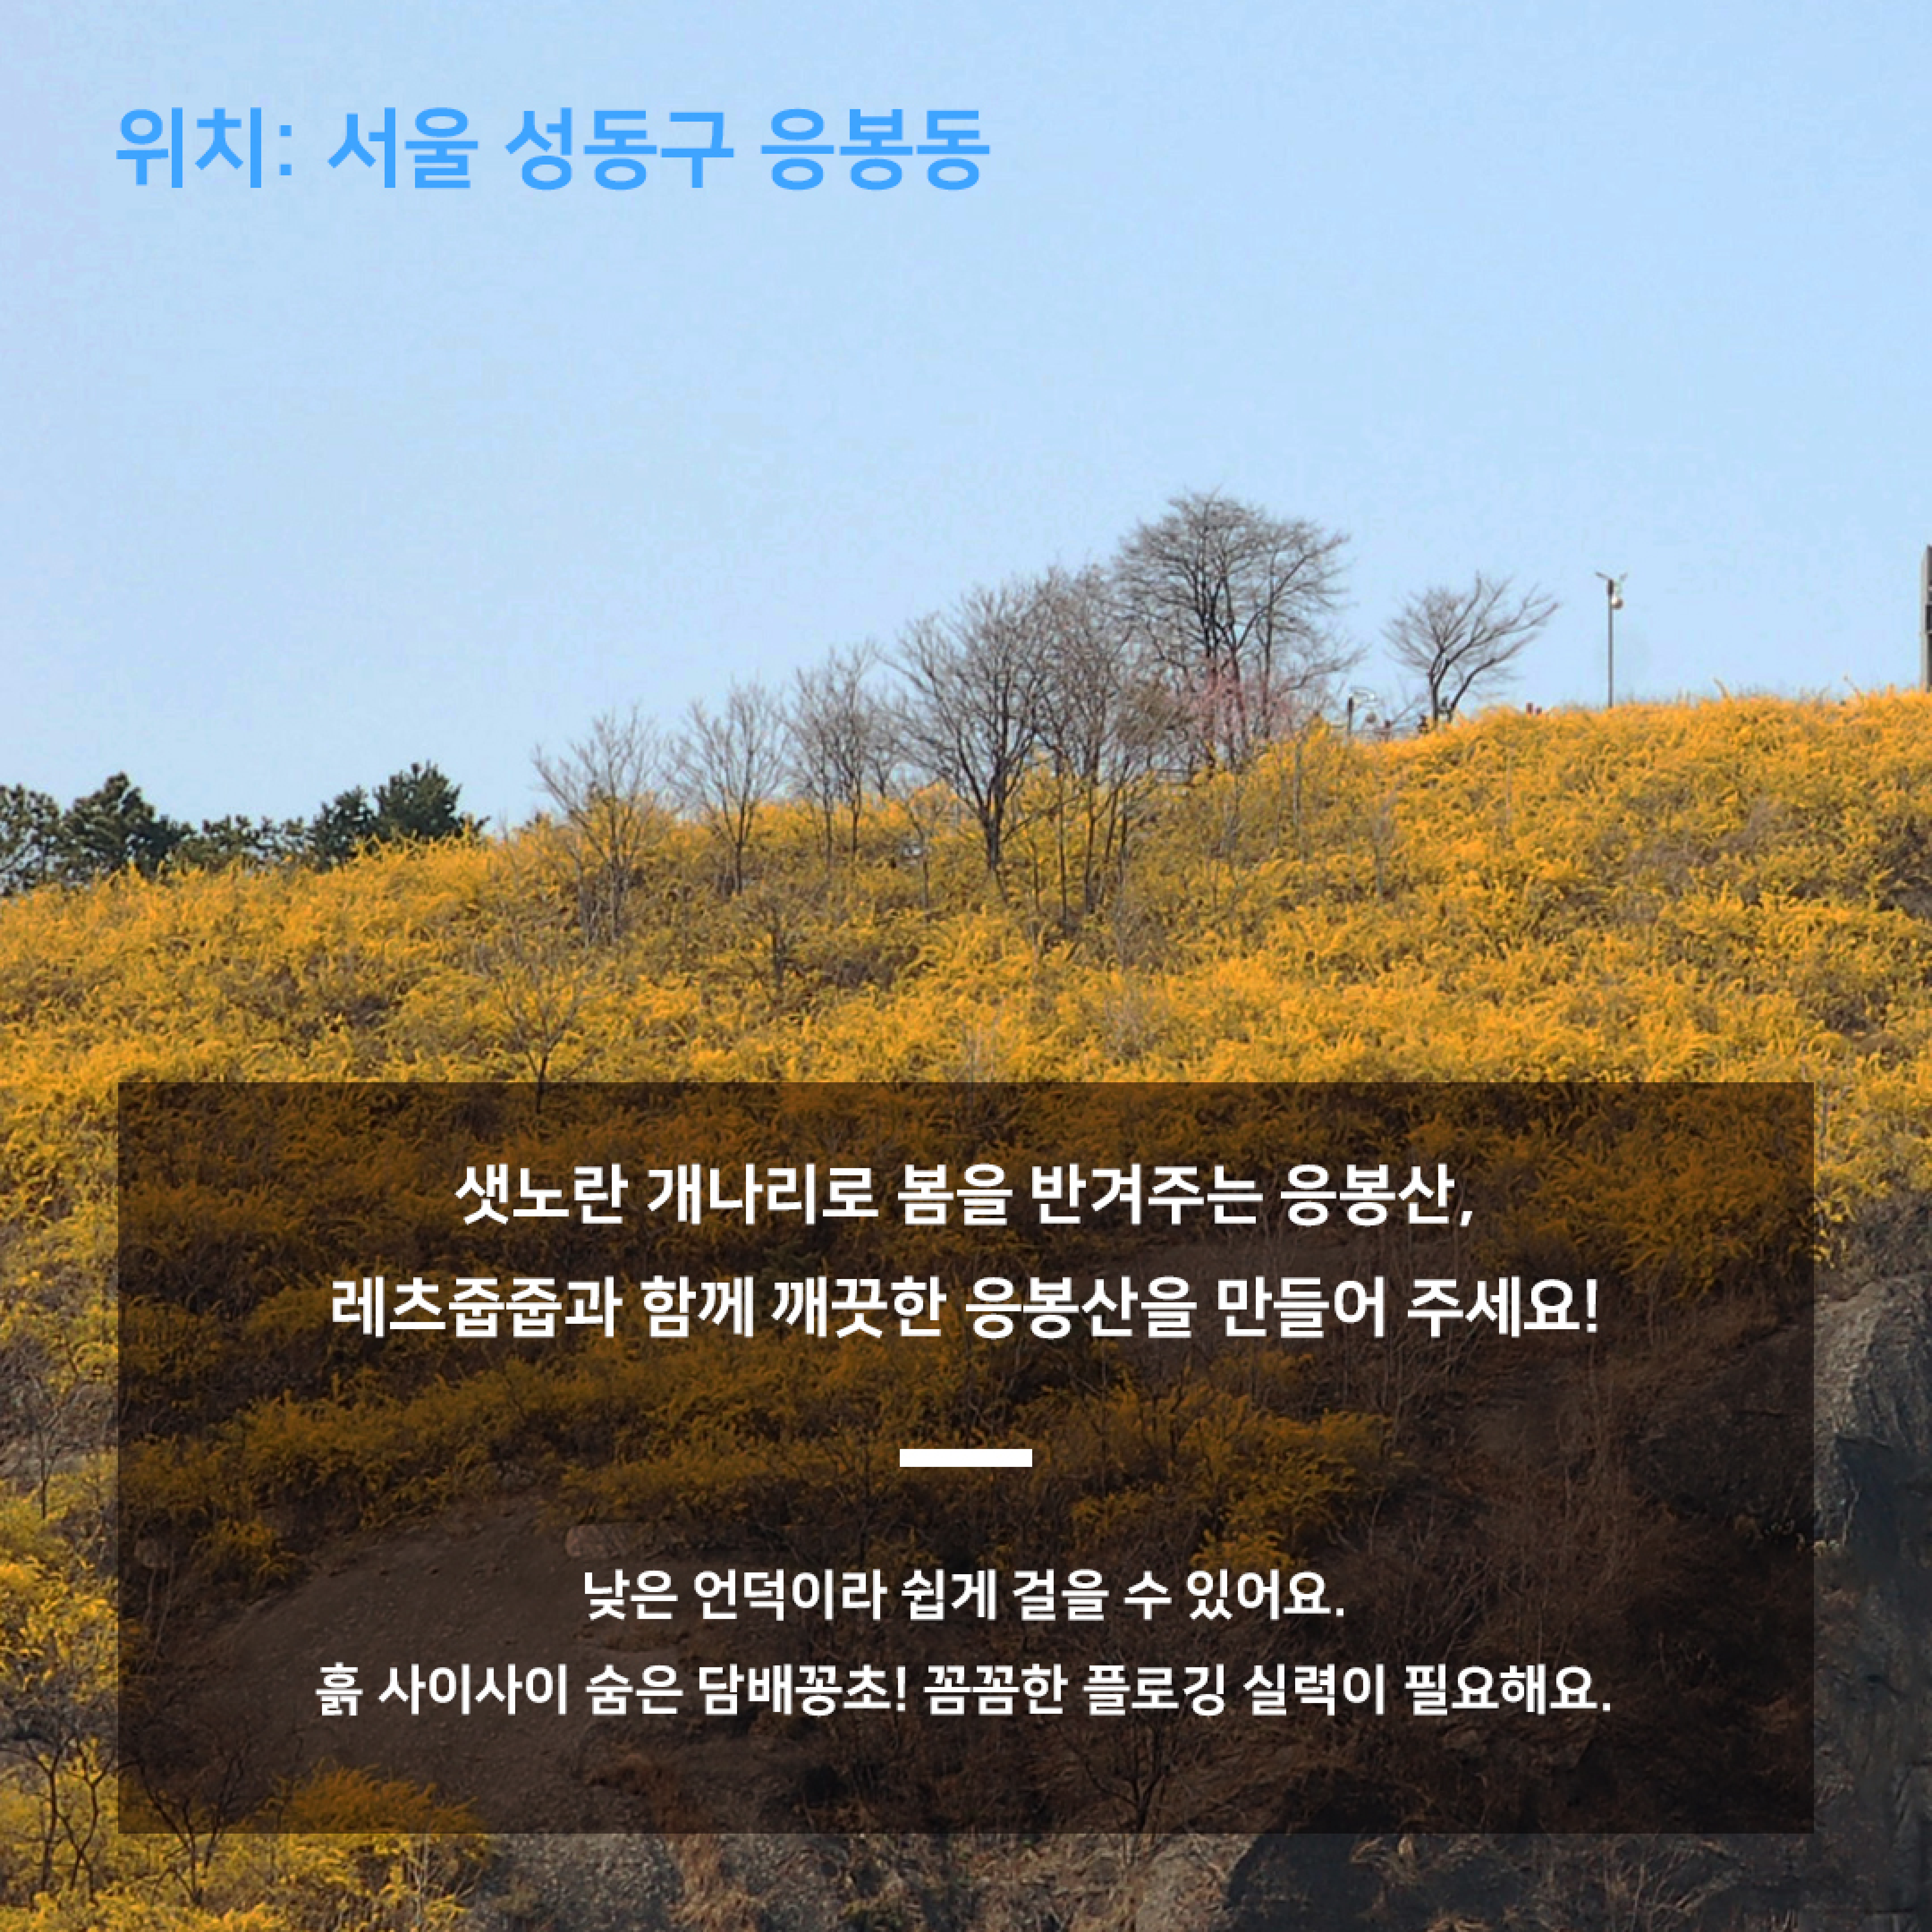 위치: 서울 성동구 응봉동
샛노란 개나리로 봄을 반겨주는 응봉산,
레츠줍줍과 함께 깨끗한 응봉산을 만들어 주세요!
낮은 언덕이라 쉽게 걸을 수 있어요.
흙 사이사이 숨은 담배꽁초! 꼼꼼한 플로깅 실력이 필요해요.